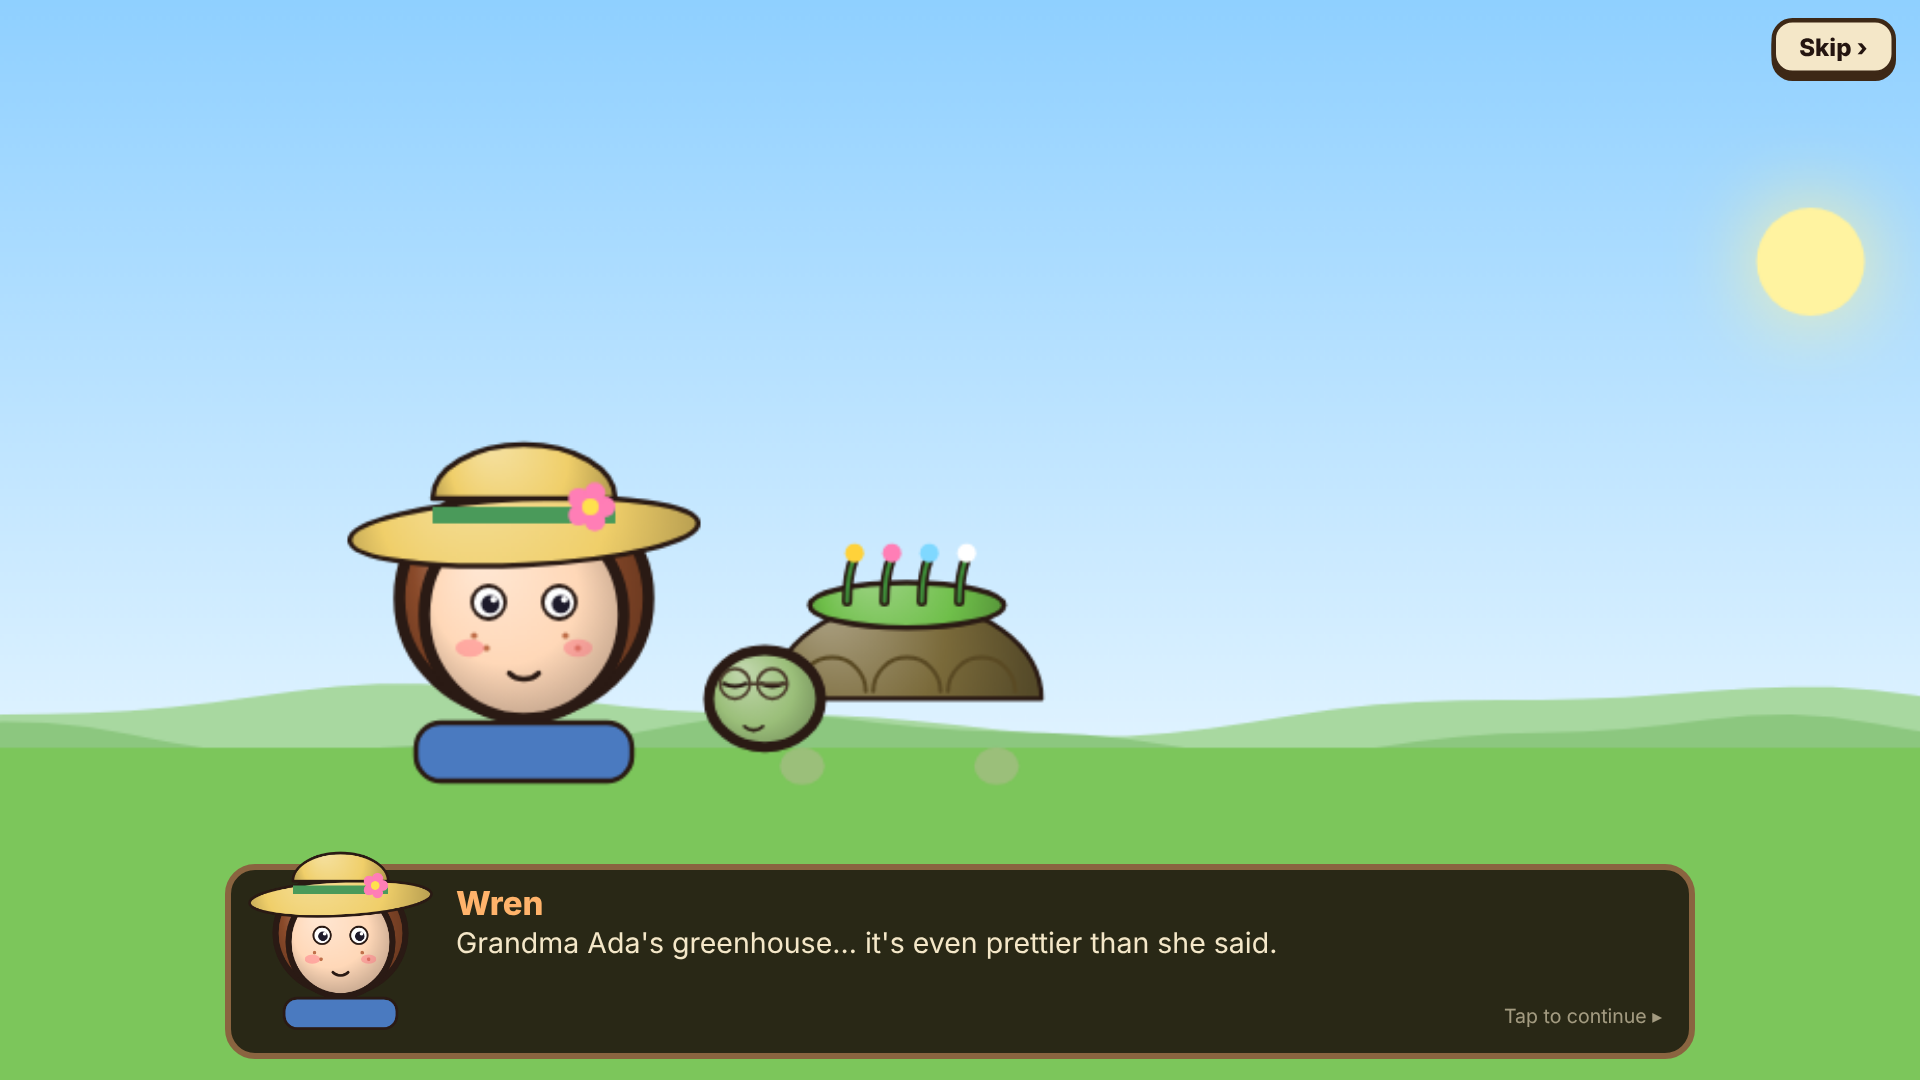 Skip ›
Wren
Grandma Ada's greenhouse... it's even prettier than she said.
Tap to continue ▸